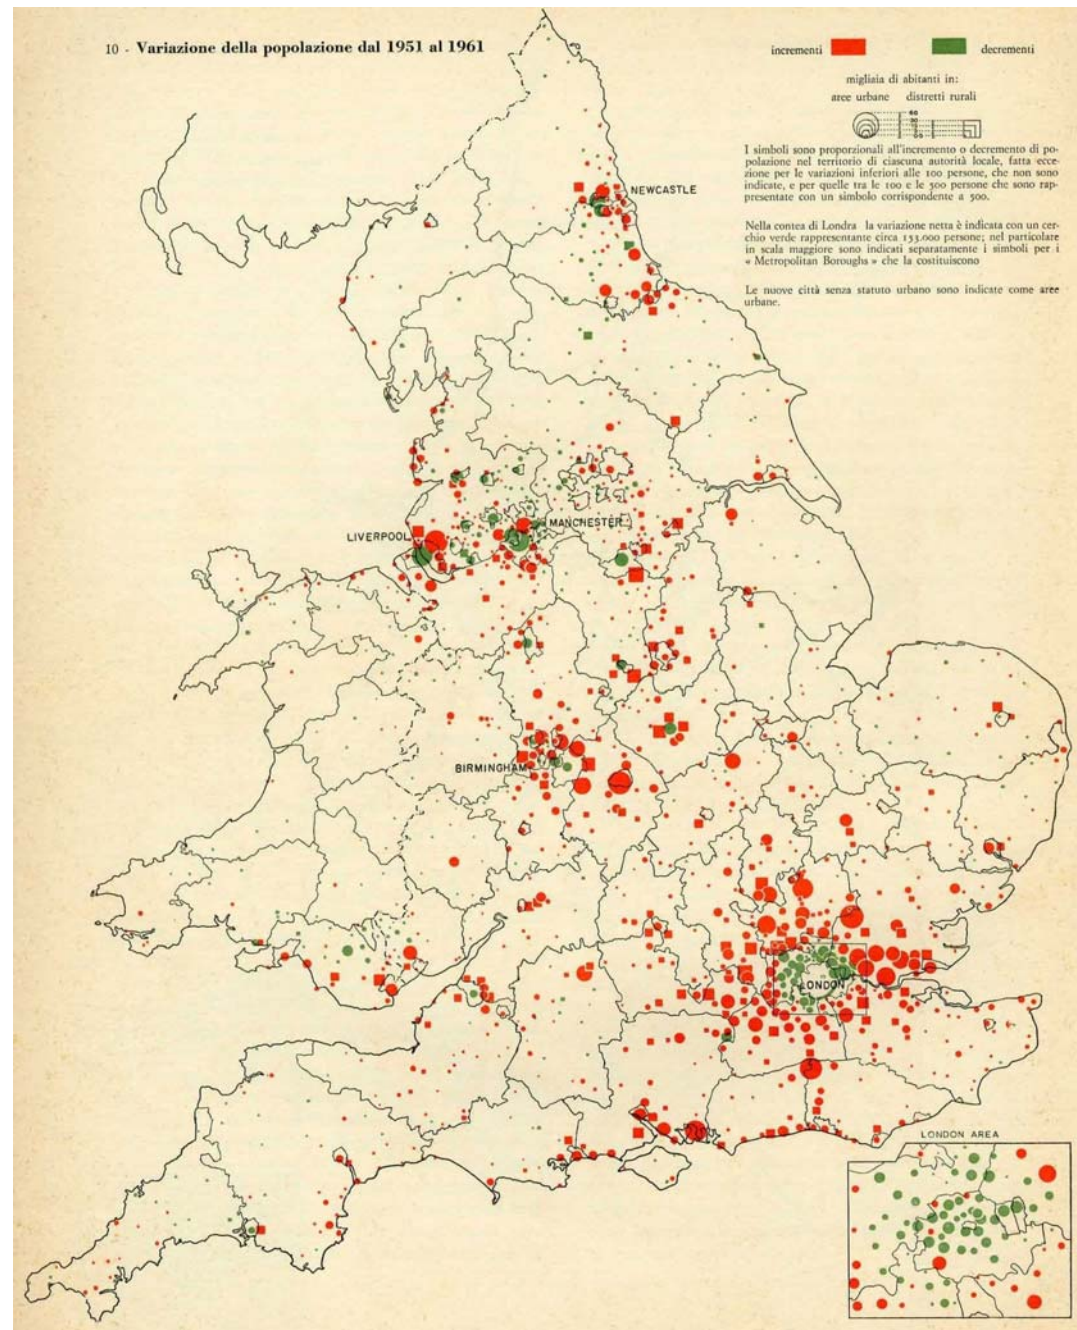 10 - Variazione della popolazione dal 1951 al 1961
incrementi decrementi
migliaia di abitanti in:
aree urbane distretti rurali
60
30
I simboli sono proporzionali all'incremento o decremento di po-
polazione nel territorio di ciascuna autorità locale, fatta ecce-
zione per le variazioni inferiori alle 100 persone, che non sono
indicate, e per quelle tra le 100 e le 500 persone che sono rap-
presentate con un simbolo corrispondente a 500.
Nella contea di Londra la variazione netta è indicata con un cer-
chio verde rappresentante circa 153.000 persone; nel particolare
in scala maggiore sono indicati separatamente i simboli per i
« Metropolitan Boroughs » che la costituiscono
Le nuove città senza statuto urbano sono indicate come aree
urbane.
NEWCASTLE
MANCHESTER
LIVERPOOL
BIRMINGHAM
LONDON
LONDON AREA